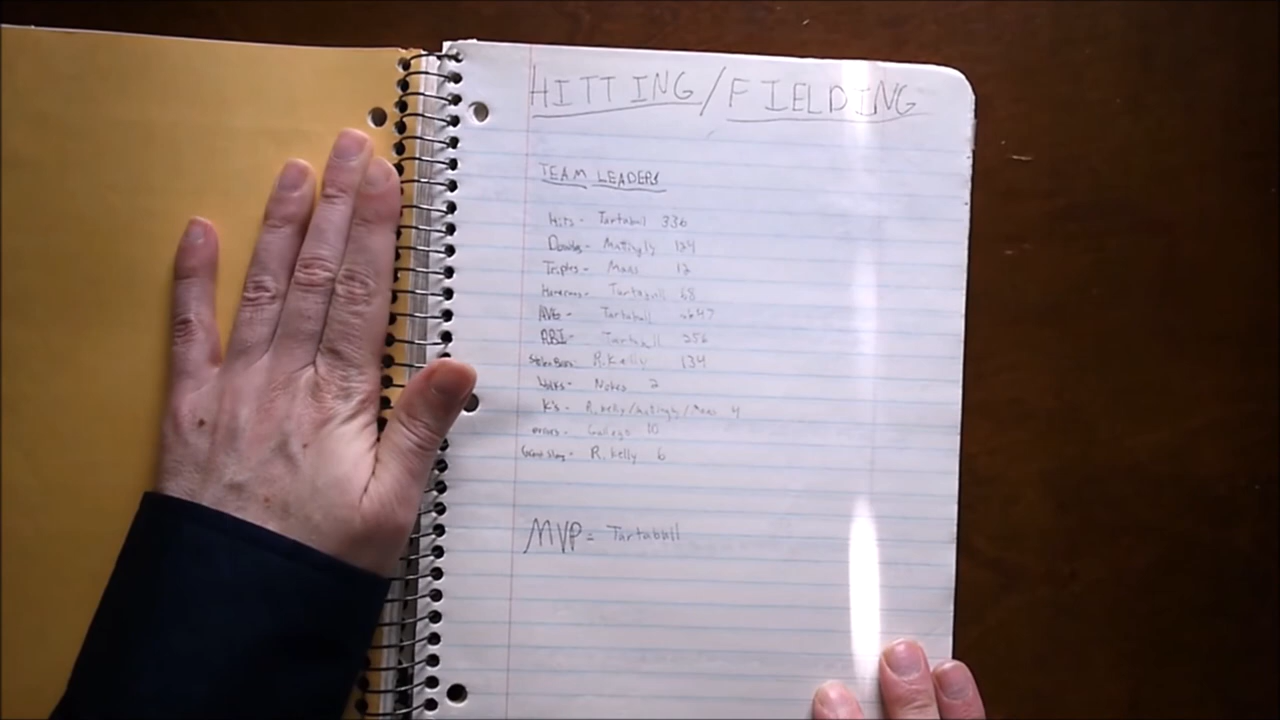 HITTING/FIELDING
TEAM LEADERS
Hits - Tartabull 336
Doubles - Mattingly 124
Triples - Maas 12
Homeruns - Tartabull 68
AVG - Tartabull .647
RBI - Tartabull 256
Stolen Bases: R.Kelly 134
Walks - Nokes 2
K's - R.Kelly/Mattingly/Maas 4
errors - Gallego 10
Grand Slams - R.Kelly 6
MVP = Tartabull